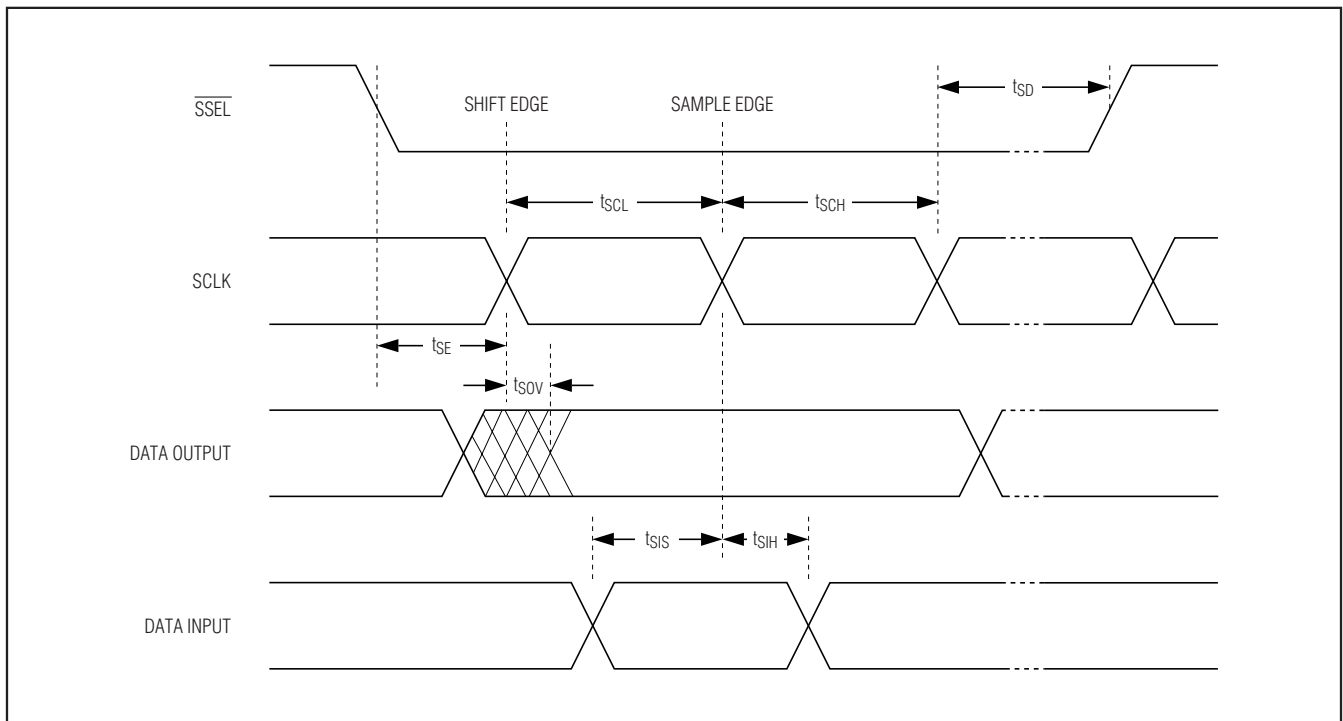 SSEL
SHIFT EDGE
SAMPLE EDGE
tSD
tSCL
tSCH
SCLK
tSE
tSOV
DATA OUTPUT
tSIS
tSIH
DATA INPUT